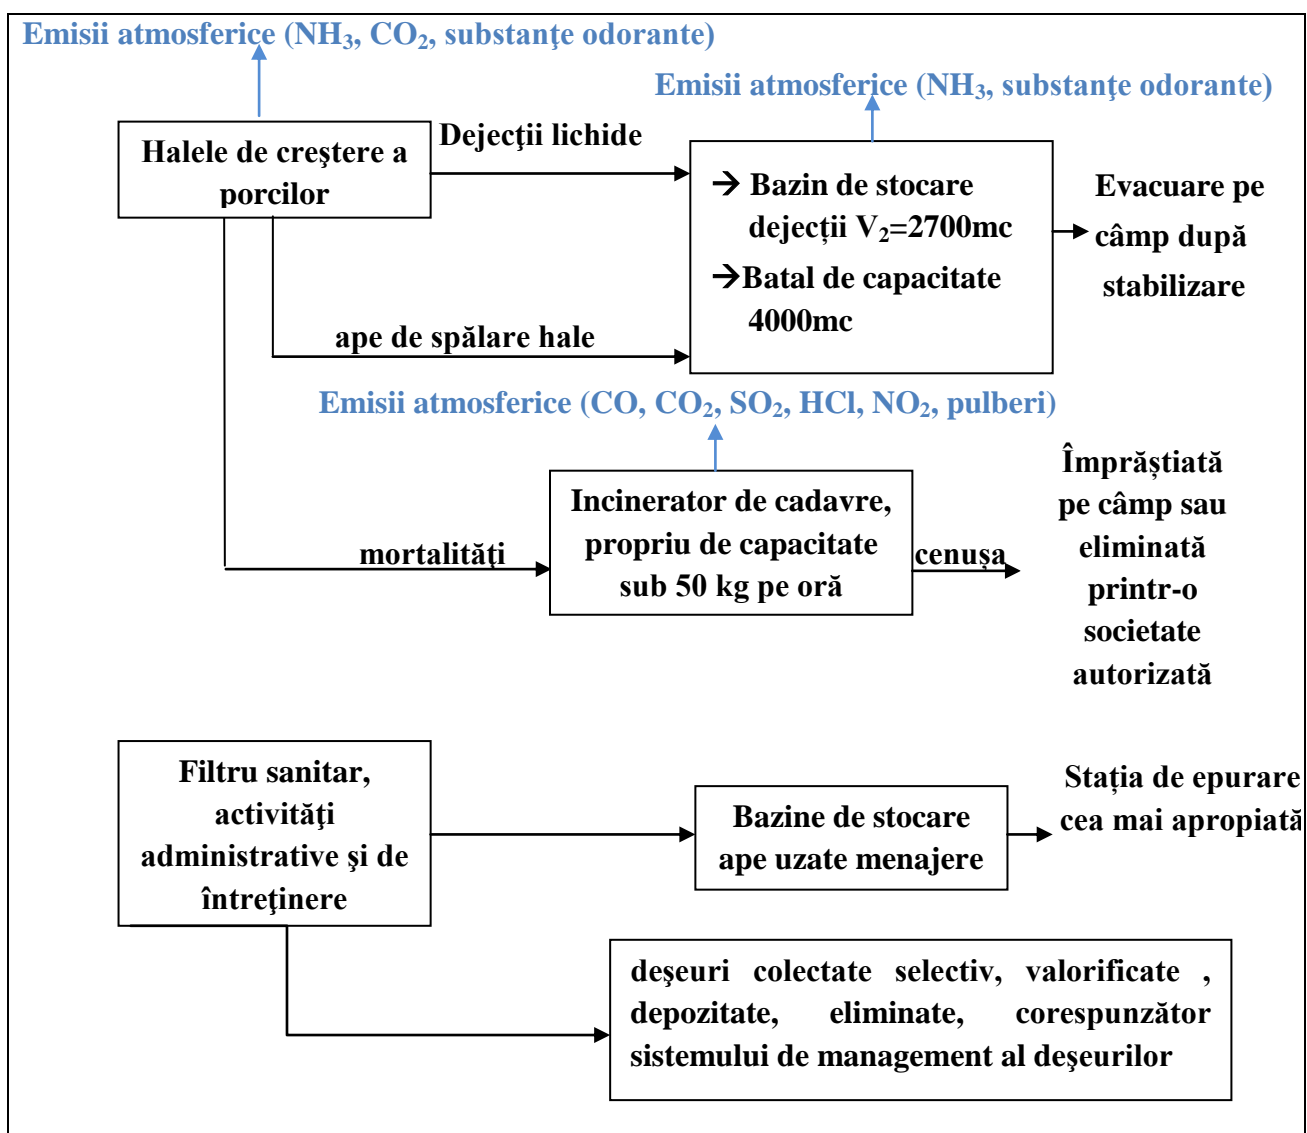 Emisii atmosferice (NH₃, CO₂, substanţe odorante)
Emisii atmosferice (NH₃, substanţe odorante)
Halele de creştere a
porcilor
Dejecţii lichide
→ Bazin de stocare
dejecții V₂=2700mc
→Batal de capacitate
4000mc
Evacuare pe
câmp după
stabilizare
ape de spălare hale
Emisii atmosferice (CO, CO₂, SO₂, HCl, NO₂, pulberi)
mortalităţi
Incinerator de cadavre,
propriu de capacitate
sub 50 kg pe oră
cenușa
Împrăștiată
pe câmp sau
eliminată
printr-o
societate
autorizată
Filtru sanitar,
activităţi
administrative şi de
întreţinere
Bazine de stocare
ape uzate menajere
Stația de epurare
cea mai apropiată
deşeuri colectate selectiv, valorificate ,
depozitate, eliminate, corespunzător
sistemului de management al deşeurilor